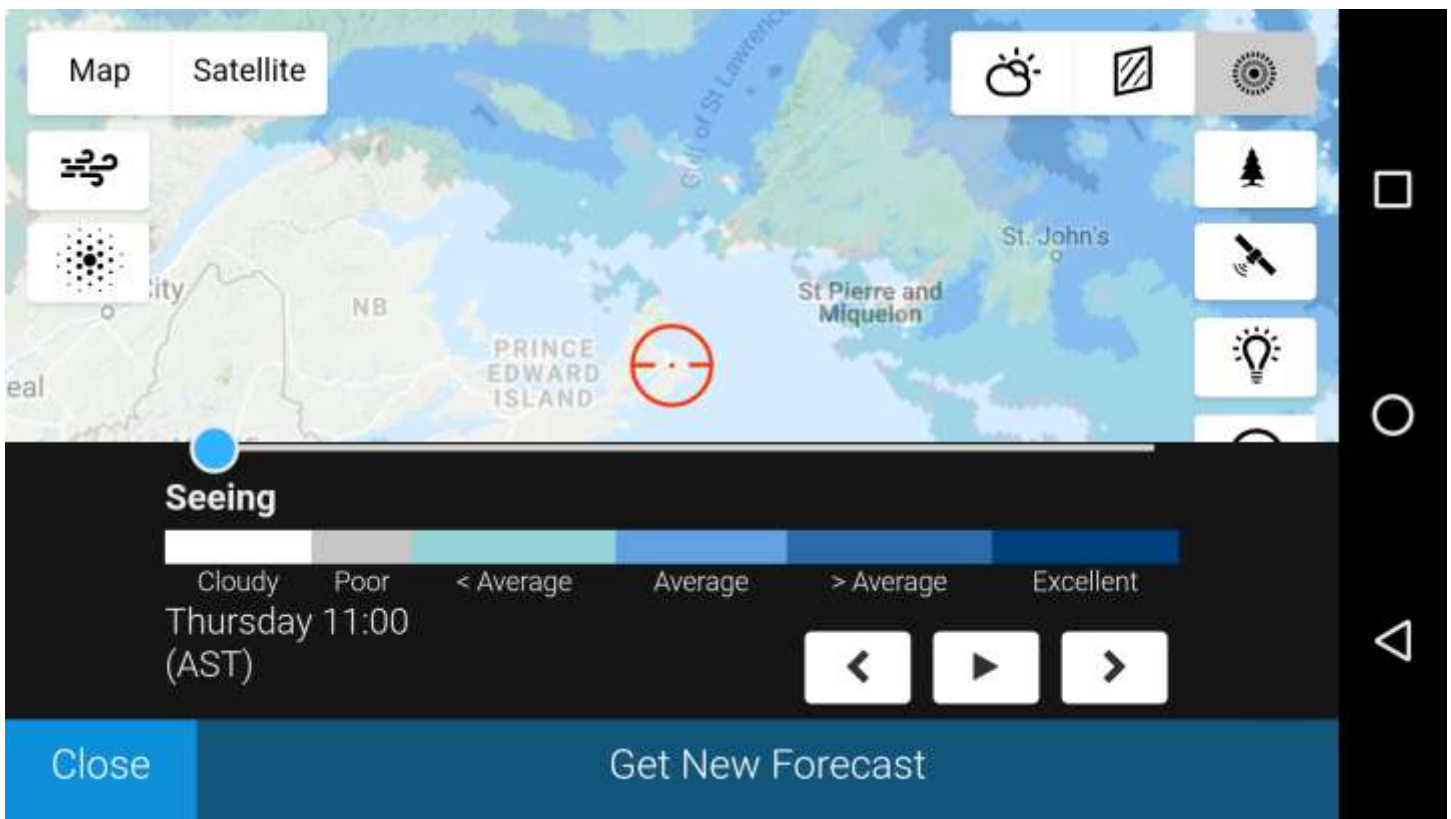 Map Satellite
Gulf of St Lawrence
St. John's
St Pierre and
Miquelon
ity
City
NB
PRINCE
EDWARD
ISLAND
eal
Seeing
Cloudy Poor < Average Average > Average Excellent
Thursday 11:00
(AST)
Close Get New Forecast